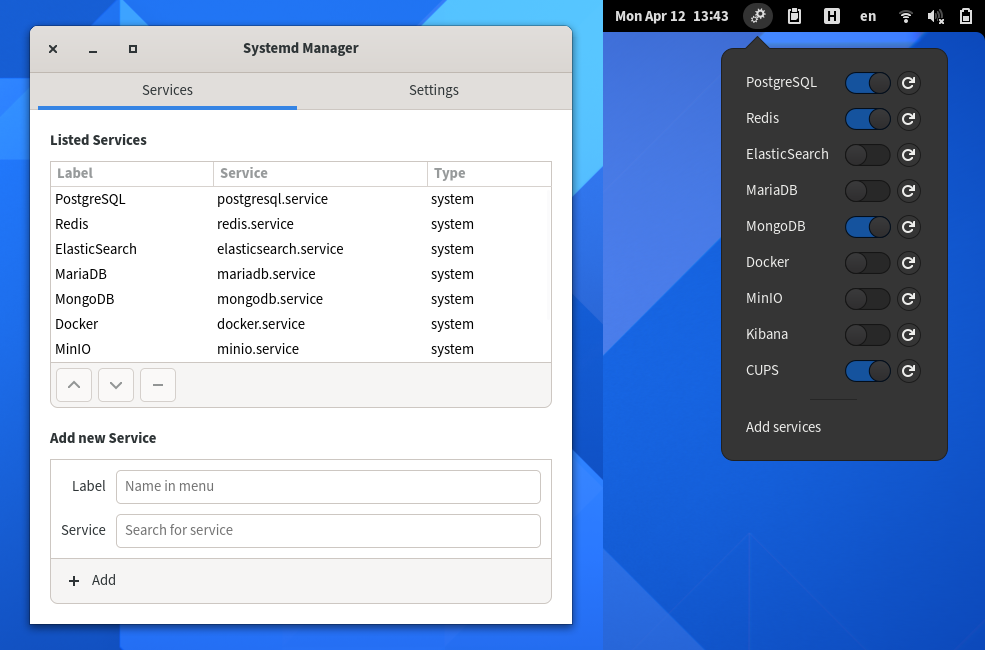 Systemd Manager
Services Settings
Listed Services
Label Service Type
PostgreSQL postgresql.service system
Redis redis.service system
ElasticSearch elasticsearch.service system
MariaDB mariadb.service system
MongoDB mongodb.service system
Docker docker.service system
MinIO minio.service system
Add new Service
Label Name in menu
Service Search for service
+ Add
Mon Apr 12 13:43 H en
PostgreSQL
Redis
ElasticSearch
MariaDB
MongoDB
Docker
MinIO
Kibana
CUPS
Add services